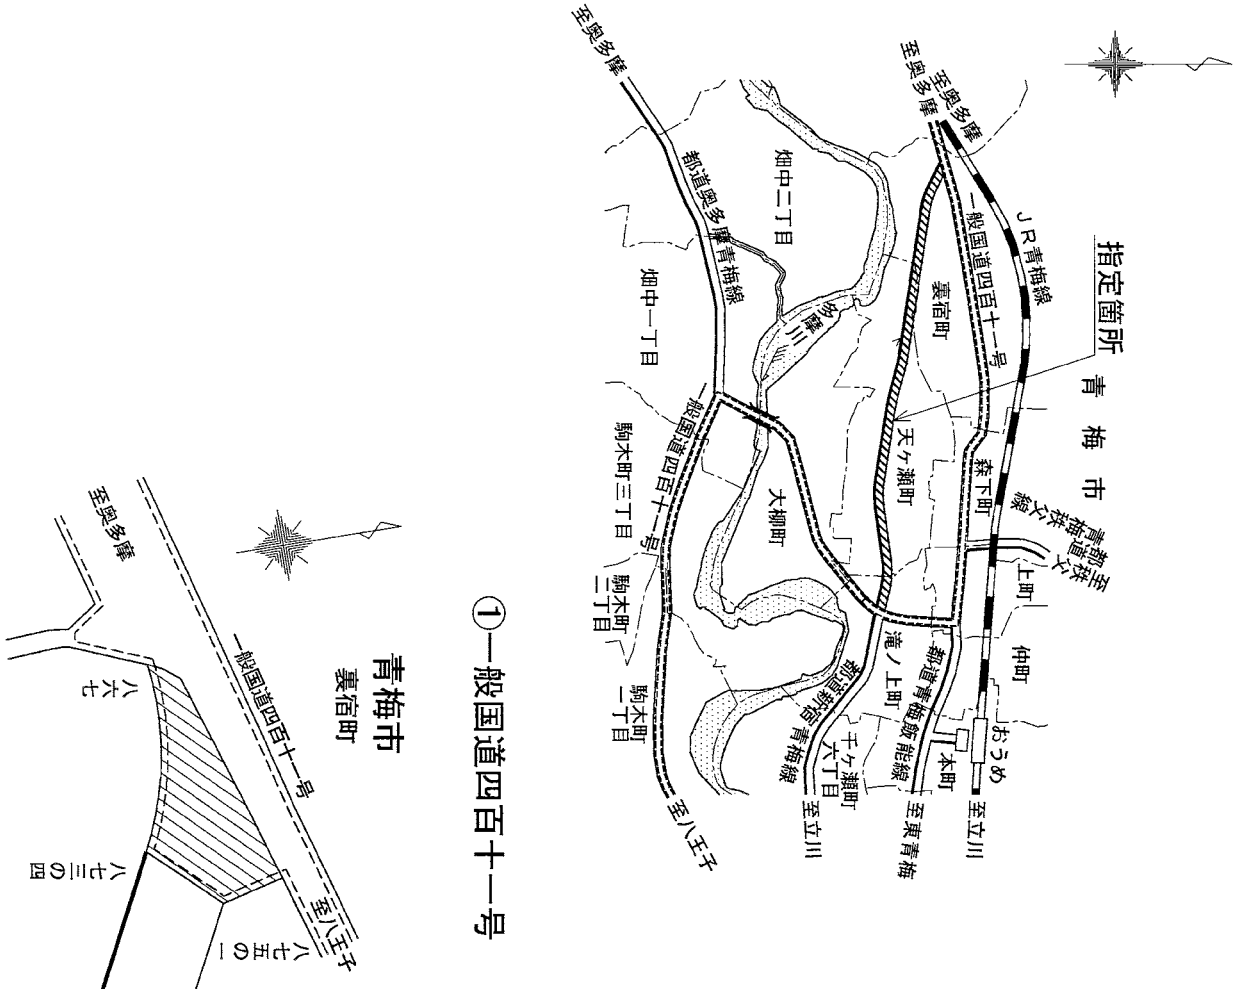 至奥多摩
至奥多摩
至奥多摩
都道奥多摩青梅線
畑中二丁目
畑中一丁目
多摩川
一般国道四百十一号
JR青梅線
裏宿町
指定箇所
青梅市
天ケ瀬町
森下町
至秩父
都道
青梅秩父線
上町
仲町
大柳町
一般国道四百十一号
駒木町三丁目
駒木町
二丁目
駒木町
一丁目
滝ノ上町
都道青梅飯能線
都道新宿青梅線
千ケ瀬町
六丁目
本町
おうめ
至立川
至東青梅
至立川
至八王子
①一般国道四百十一号
青梅市
裏宿町
至奥多摩
一般国道四百十一号
至八王子
八六七
八七三の四
八七五の一